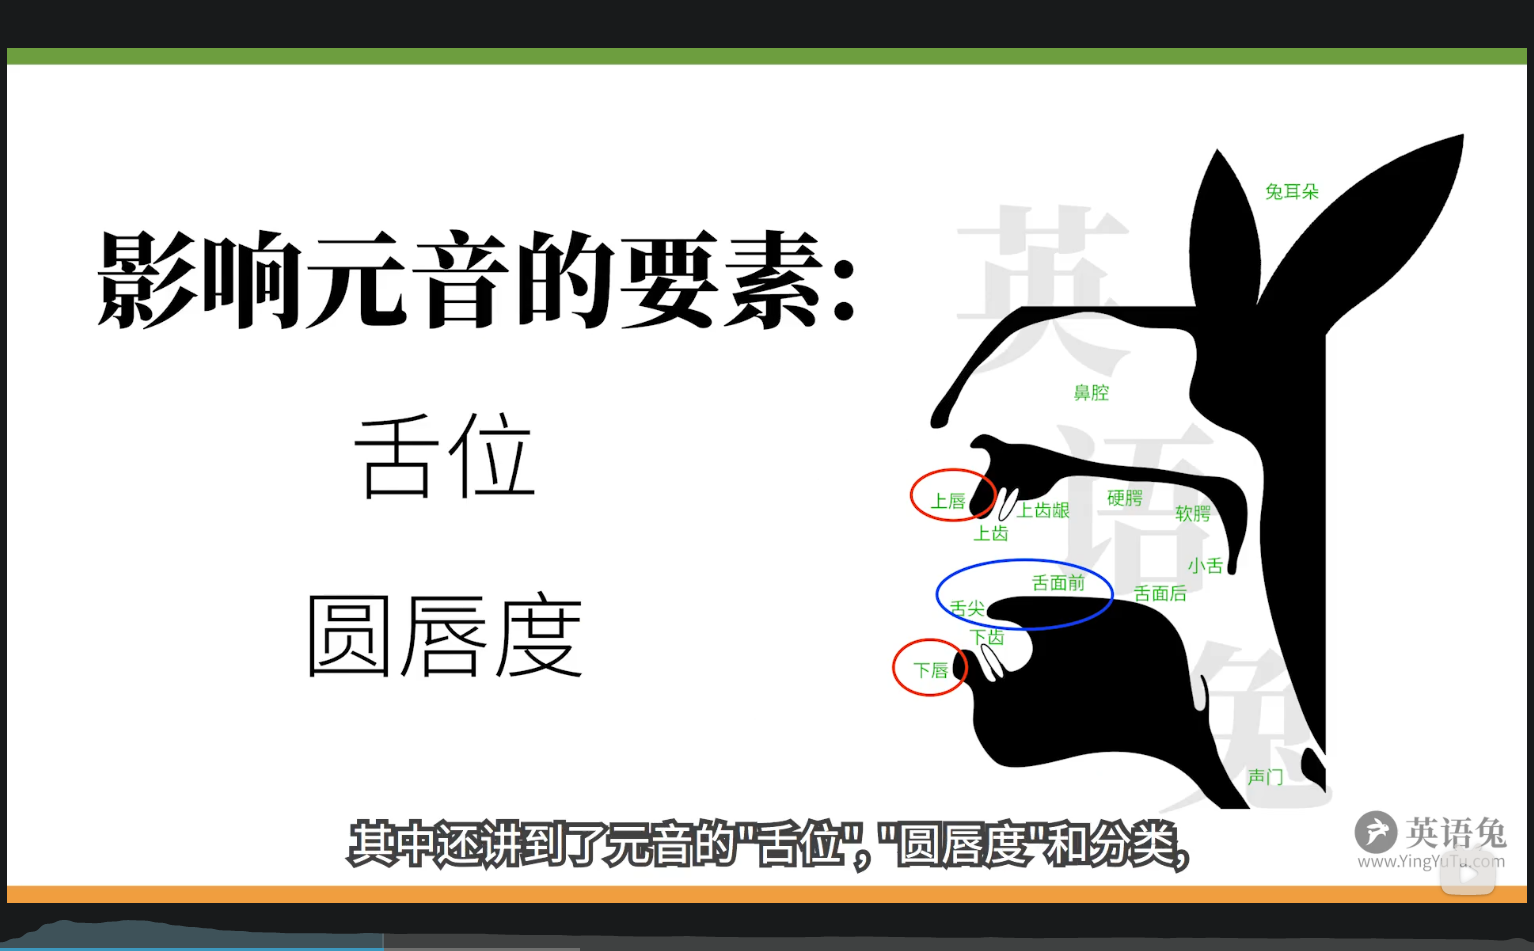 影响元音的要素:
舌位
圆唇度
英
语
兔
兔耳朵
鼻腔
上唇
上齿
上齿龈
硬腭
软腭
小舌
舌面前
舌面后
舌尖
下齿
下唇
声门
其中还讲到了元音的"舌位","圆唇度"和分类,
英语兔
www.YingYuTu.com